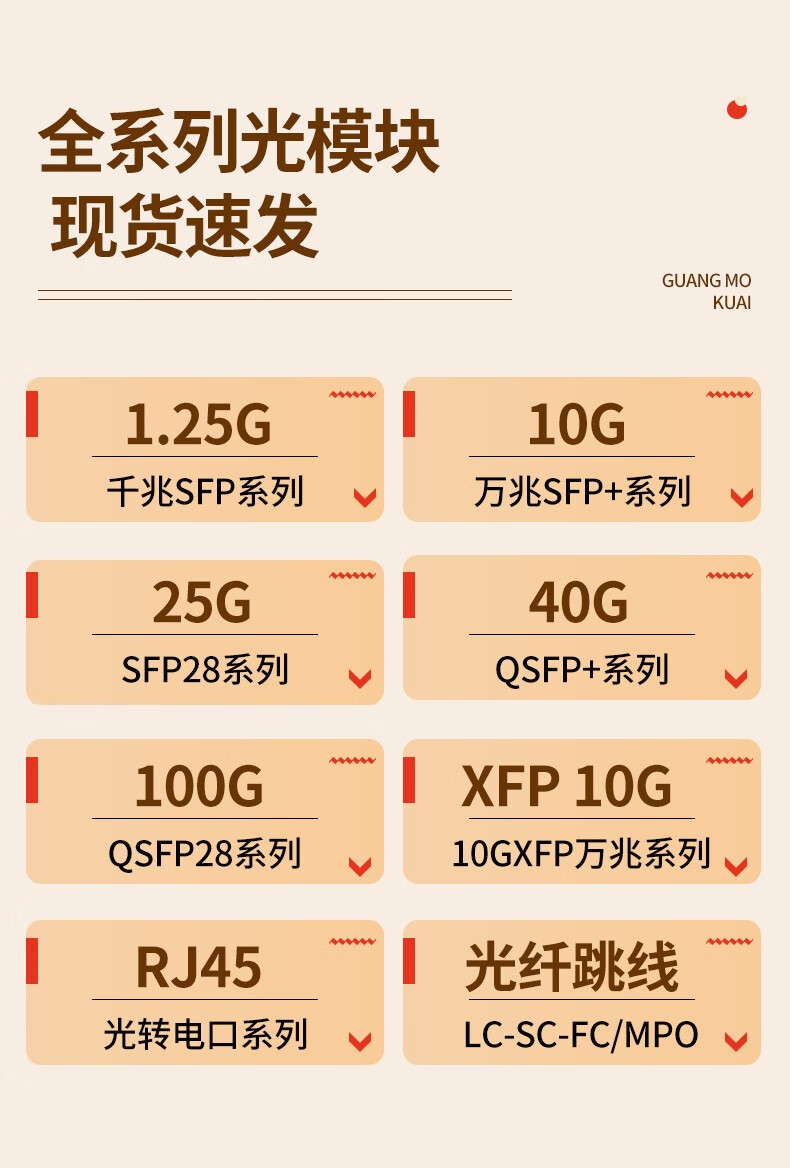 全系列光模块
现货速发
GUANG MO
KUAI
1.25G
千兆SFP系列
10G
万兆SFP+系列
25G
SFP28系列
40G
QSFP+系列
100G
QSFP28系列
XFP 10G
10GXFP万兆系列
RJ45
光转电口系列
光纤跳线
LC-SC-FC/MPO